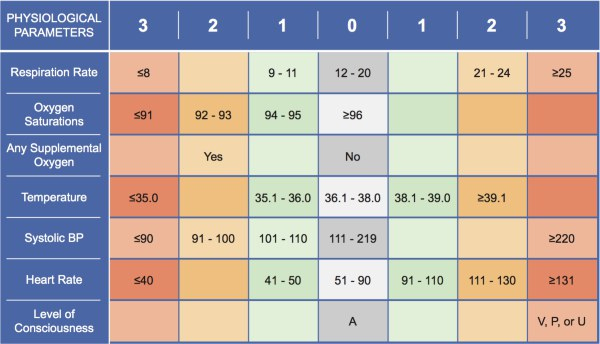 PHYSIOLOGICAL
PARAMETERS 3 2 1 0 1 2 3
Respiration Rate ≤8 9 - 11 12 - 20 21 - 24 ≥25
Oxygen
Saturations ≤91 92 - 93 94 - 95 ≥96
Any Supplemental
Oxygen Yes No
Temperature ≤35.0 35.1 - 36.0 36.1 - 38.0 38.1 - 39.0 ≥39.1
Systolic BP ≤90 91 - 100 101 - 110 111 - 219 ≥220
Heart Rate ≤40 41 - 50 51 - 90 91 - 110 111 - 130 ≥131
Level of
Consciousness A V, P, or U